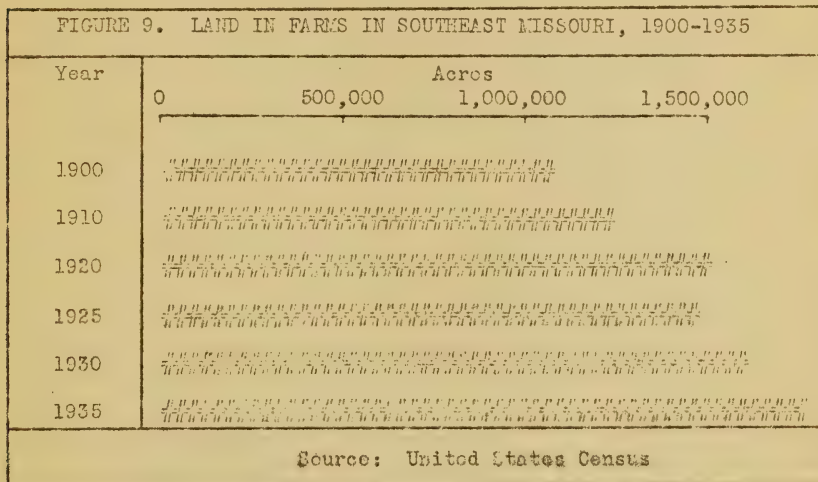 FIGURE 9. LAND IN FARMS IN SOUTHEAST MISSOURI, 1900-1935
Year
Acres
0 500,000 1,000,000 1,500,000
1900
1910
1920
1925
1930
1935
Source: United States Census